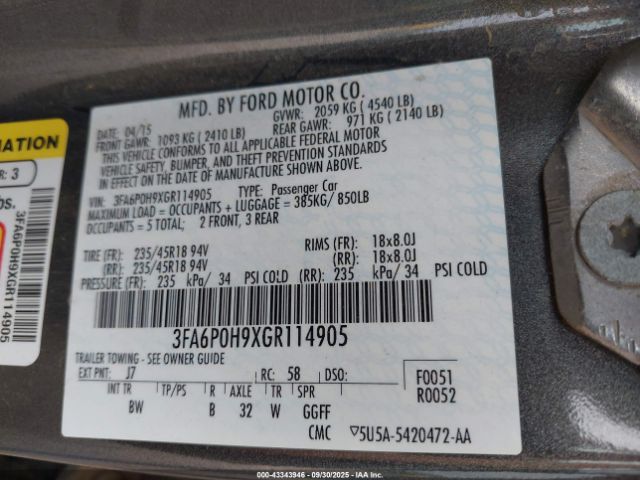 MFD. BY FORD MOTOR CO.
DATE: 04/15 GVWR: 2059 KG (4540 LB)
FRONT GAWR: 1093 KG (2410 LB) REAR GAWR: 971 KG (2140 LB)
THIS VEHICLE CONFORMS TO ALL APPLICABLE FEDERAL MOTOR
VEHICLE SAFETY, BUMPER, AND THEFT PREVENTION STANDARDS
IN EFFECT ON THE DATE OF MANUFACTURE SHOWN ABOVE.
VIN: 3FA6P0H9XGR114905 TYPE: Passenger Car
MAXIMUM LOAD = OCCUPANTS + LUGGAGE = 385KG/ 850LB
OCCUPANTS = 5 TOTAL; 2 FRONT, 3 REAR
TIRE (FR): 235/45R18 94V RIMS (FR): 18x8.0J
(RR): 235/45R18 94V (RR): 18x8.0J
PRESSURE (FR): 235 kPa/ 34 PSI COLD (RR): 235 kPa/ 34 PSI COLD
3FA6P0H9XGR114905
TRAILER TOWING - SEE OWNER GUIDE
EXT PNT: J7 RC: 58 DSO: F0051
R0052
INT TR TP/PS R AXLE TR SPR
BW B 32 W GGFF
CMC ▽5U5A-5420472-AA
MATION
R: 3
bs.
3FA6P0H9XGR114905
000-43343946 - 09/30/2025 - IAA Inc.